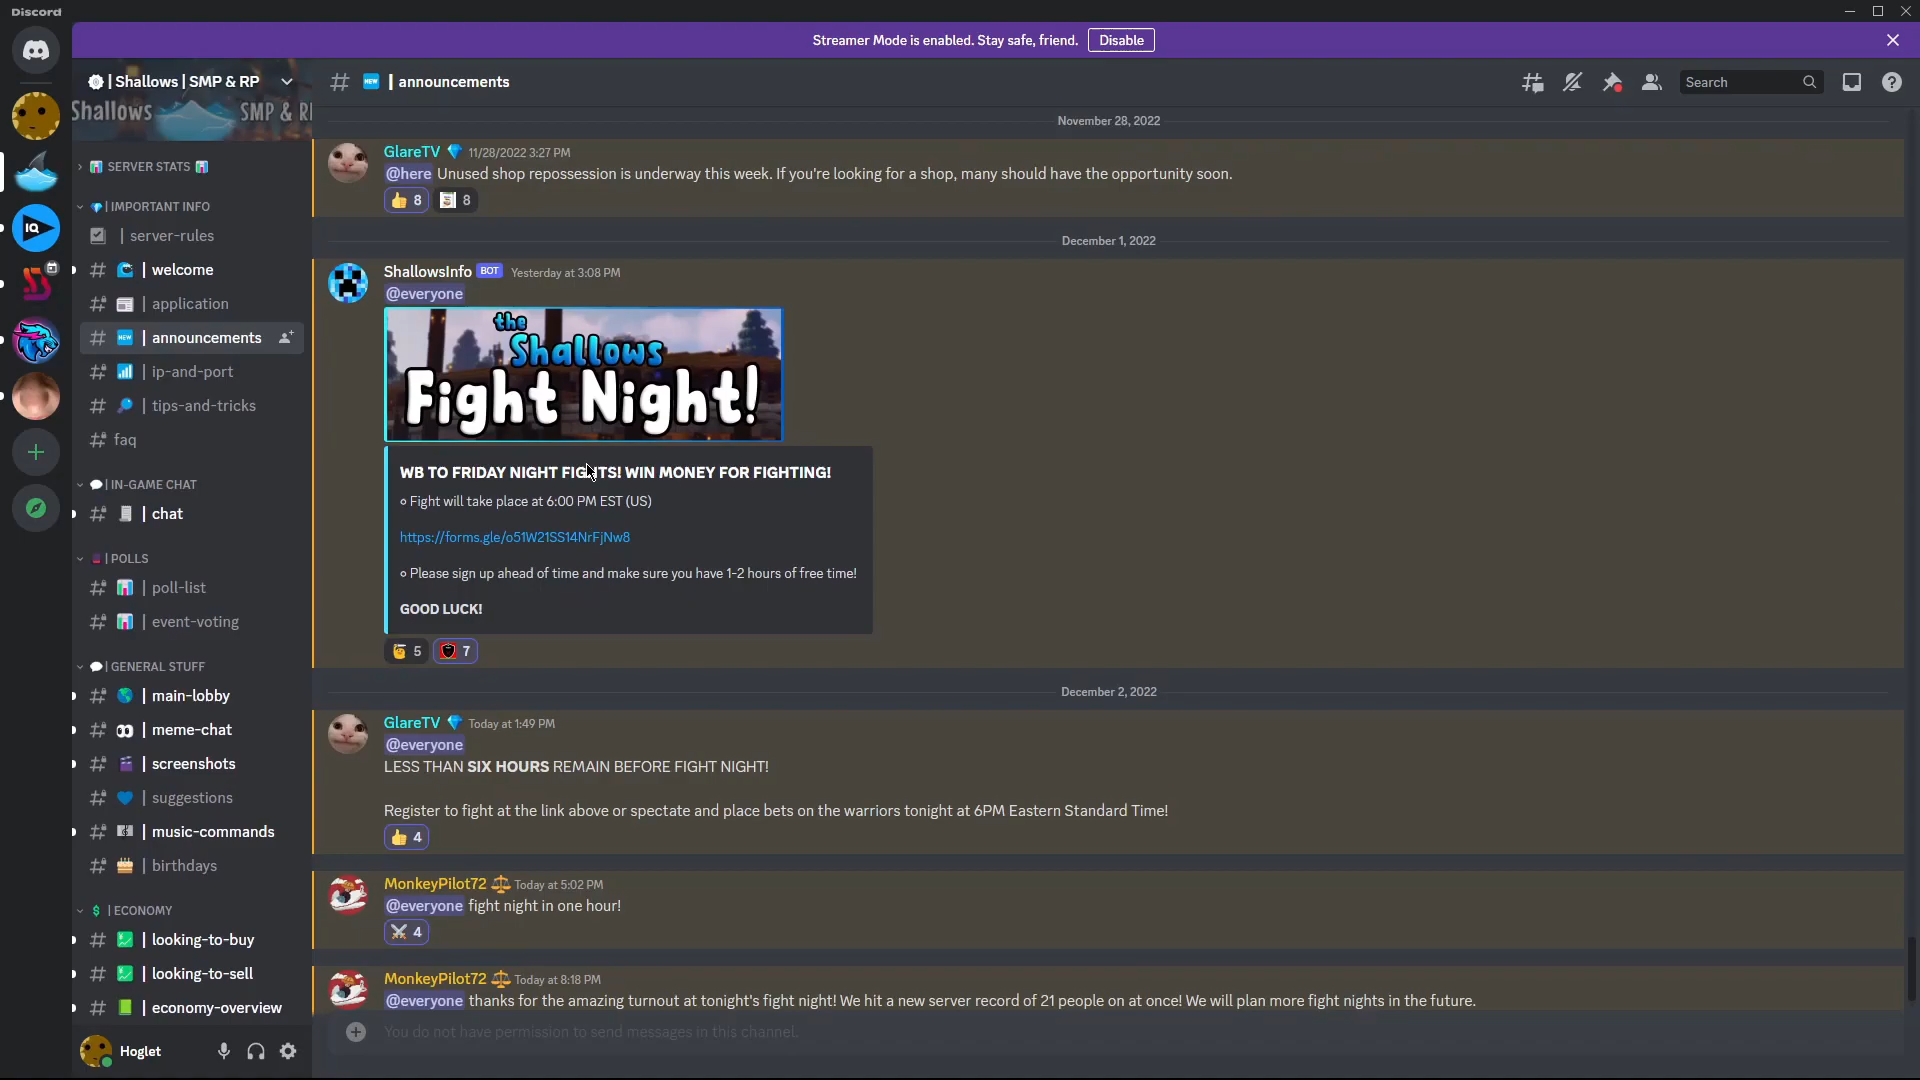 Discord
Streamer Mode is enabled. Stay safe, friend. Disable
| Shallows | SMP & RP
Shallows SMP & R
SERVER STATS
| IMPORTANT INFO
| server-rules
| welcome
| application
| announcements
| ip-and-port
| tips-and-tricks
faq
| IN-GAME CHAT
| chat
| POLLS
| poll-list
| event-voting
| GENERAL STUFF
| main-lobby
| meme-chat
| screenshots
| suggestions
| music-commands
| birthdays
| ECONOMY
| looking-to-buy
| looking-to-sell
| economy-overview
Hoglet
IQ
# NEW | announcements
Search
November 28, 2022
GlareTV 11/28/2022 3:27 PM
@here Unused shop repossession is underway this week. If you're looking for a shop, many should have the opportunity soon.
8 8
December 1, 2022
ShallowsInfo BOT Yesterday at 3:08 PM
@everyone
the
Shallows
Fight Night!
WB TO FRIDAY NIGHT FIGHTS! WIN MONEY FOR FIGHTING!
∘ Fight will take place at 6:00 PM EST (US)
https://forms.gle/o51W21SS14NrFjNw8
∘ Please sign up ahead of time and make sure you have 1-2 hours of free time!
GOOD LUCK!
5 7
December 2, 2022
GlareTV Today at 1:49 PM
@everyone
LESS THAN SIX HOURS REMAIN BEFORE FIGHT NIGHT!
Register to fight at the link above or spectate and place bets on the warriors tonight at 6PM Eastern Standard Time!
4
MonkeyPilot72 Today at 5:02 PM
@everyone fight night in one hour!
4
MonkeyPilot72 Today at 8:18 PM
@everyone thanks for the amazing turnout at tonight's fight night! We hit a new server record of 21 people on at once! We will plan more fight nights in the future.
You do not have permission to send messages in this channel.